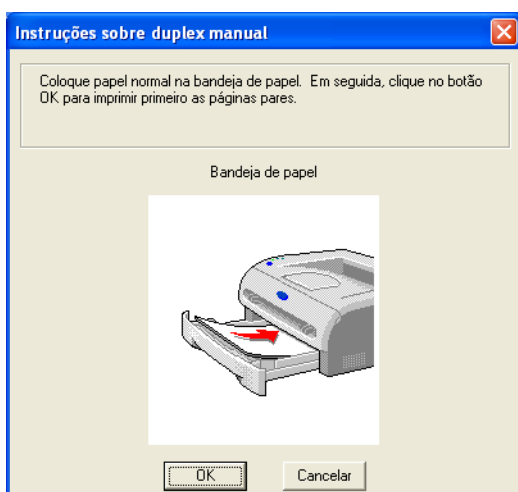 Instruções sobre duplex manual
Coloque papel normal na bandeja de papel.  Em seguida, clique no botão
OK para imprimir primeiro as páginas pares.
Bandeja de papel
OK
Cancelar